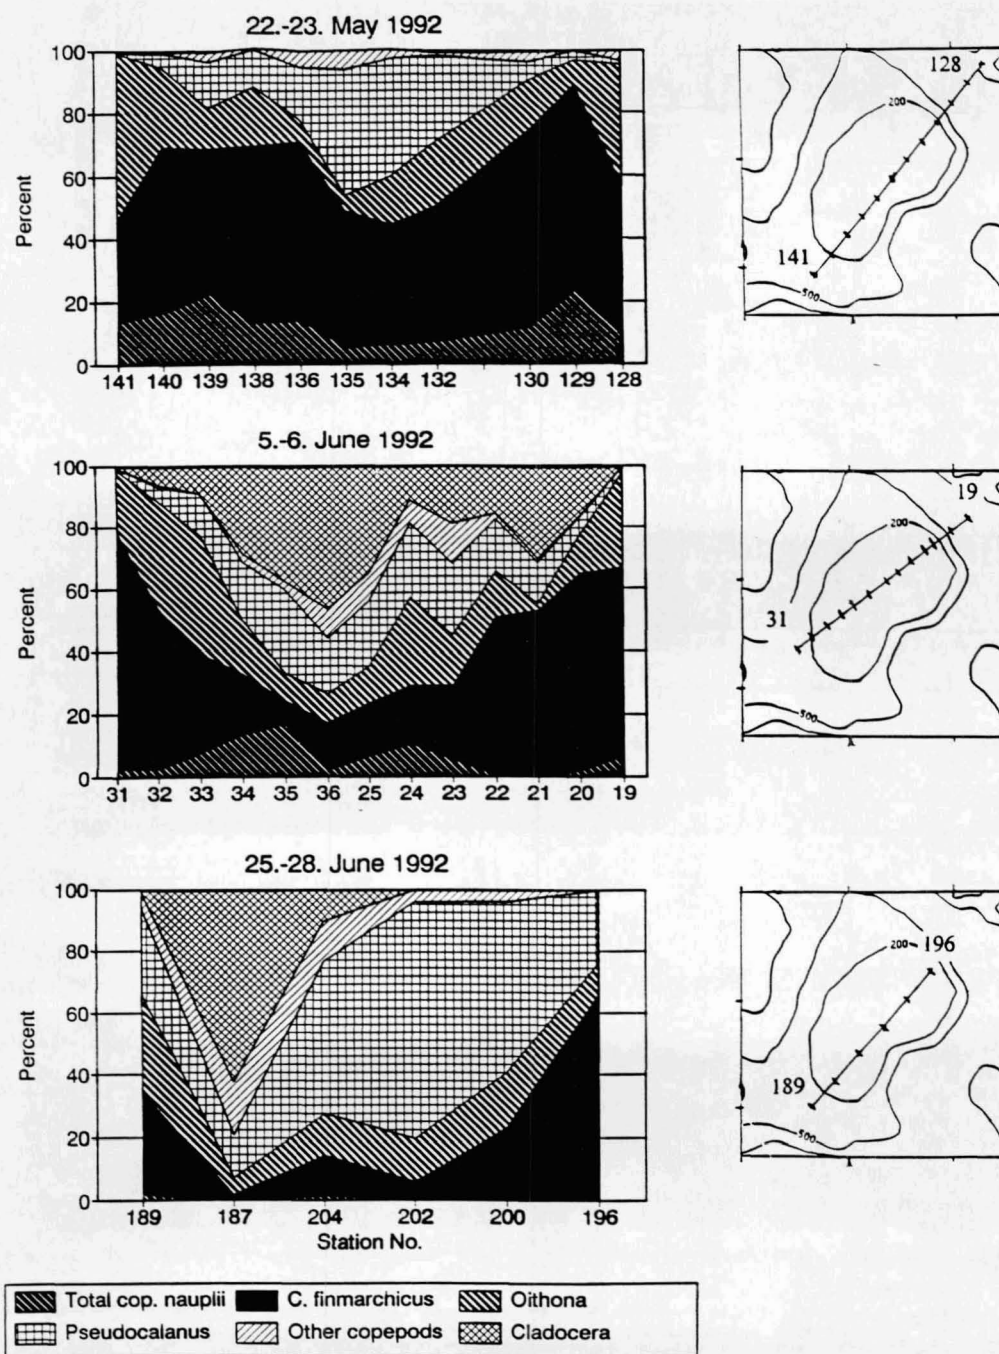 22.-23. May 1992
100
80
60
40
20
0
Percent
141 140 139 138 136 135 134 132 130 129 128
128
200
141
500
5.-6. June 1992
100
80
60
40
20
0
Percent
31 32 33 34 35 36 25 24 23 22 21 20 19
19
200
31
500
25.-28. June 1992
100
80
60
40
20
0
Percent
189 187 204 202 200 196
Station No.
200 196
189
500
Total cop. nauplii C. finmarchicus Oithona
Pseudocalanus Other copepods Cladocera